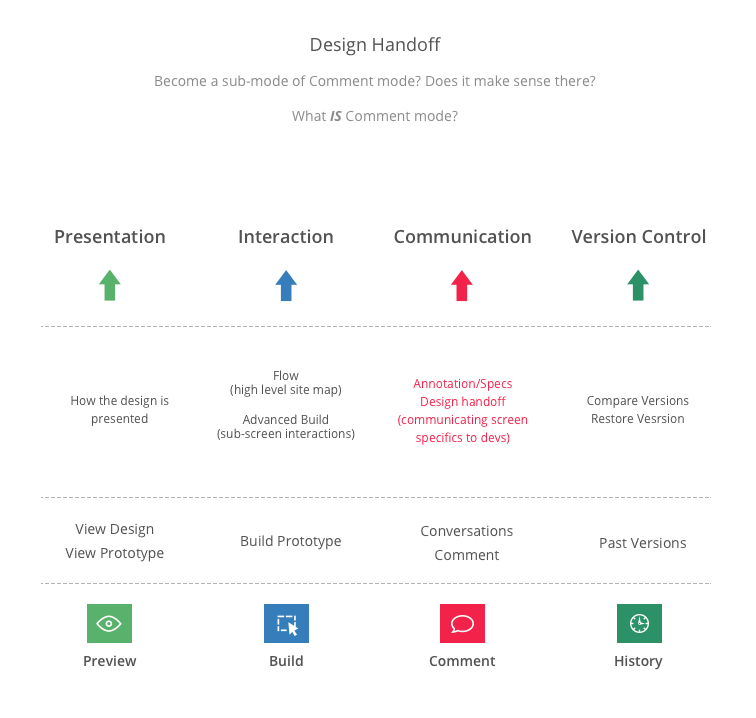 Design Handoff
Become a sub-mode of Comment mode? Does it make sense there?
What IS Comment mode?
Presentation
Interaction
Communication
Version Control
How the design is
presented
Flow
(high level site map)
Advanced Build
(sub-screen interactions)
Annotation/Specs
Design handoff
(communicating screen
specifics to devs)
Compare Versions
Restore Vesrsion
View Design
View Prototype
Build Prototype
Conversations
Comment
Past Versions
Preview
Build
Comment
History